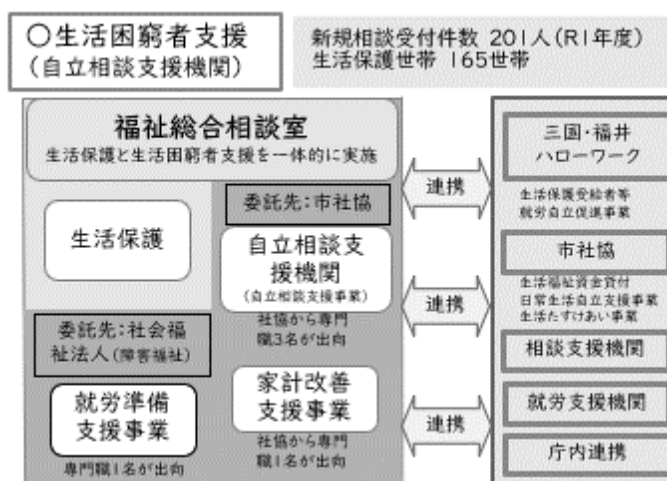 〇生活困窮者支援
(自立相談支援機関)
新規相談受付件数 201人(R1年度)
生活保護世帯 165世帯
福祉総合相談室
生活保護と生活困窮者支援を一体的に実施
生活保護
委託先:市社協
自立相談支
援機関
(自立相談支援事業)
社協から専門
職3名が出向
委託先:社会福
祉法人(障害福祉)
就労準備
支援事業
専門職1名が出向
家計改善
支援事業
社協から専門
職1名が出向
連携
連携
連携
三国・福井
ハローワーク
生活保護受給者等
就労自立促進事業
市社協
生活福祉資金貸付
日常生活自立支援事業
生活たすけあい事業
相談支援機関
就労支援機関
庁内連携